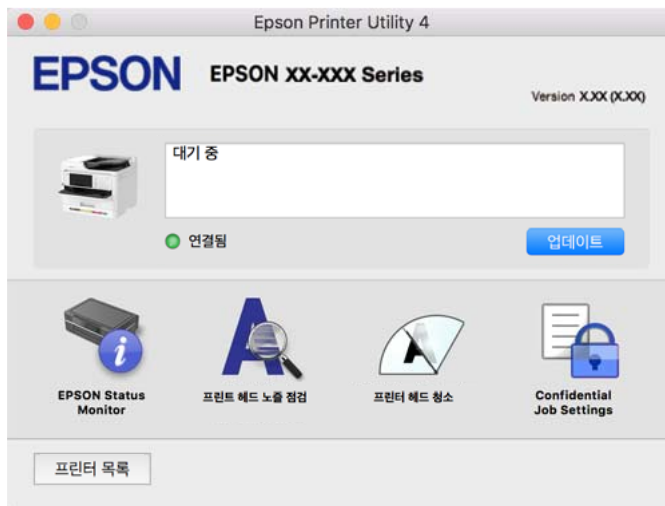 Epson Printer Utility 4
EPSON
EPSON XX-XXX Series
Version X.XX (X.XX)
대기 중
연결됨
업데이트
EPSON Status
Monitor
프린트 헤드 노즐 점검
프린터 헤드 청소
Confidential
Job Settings
프린터 목록